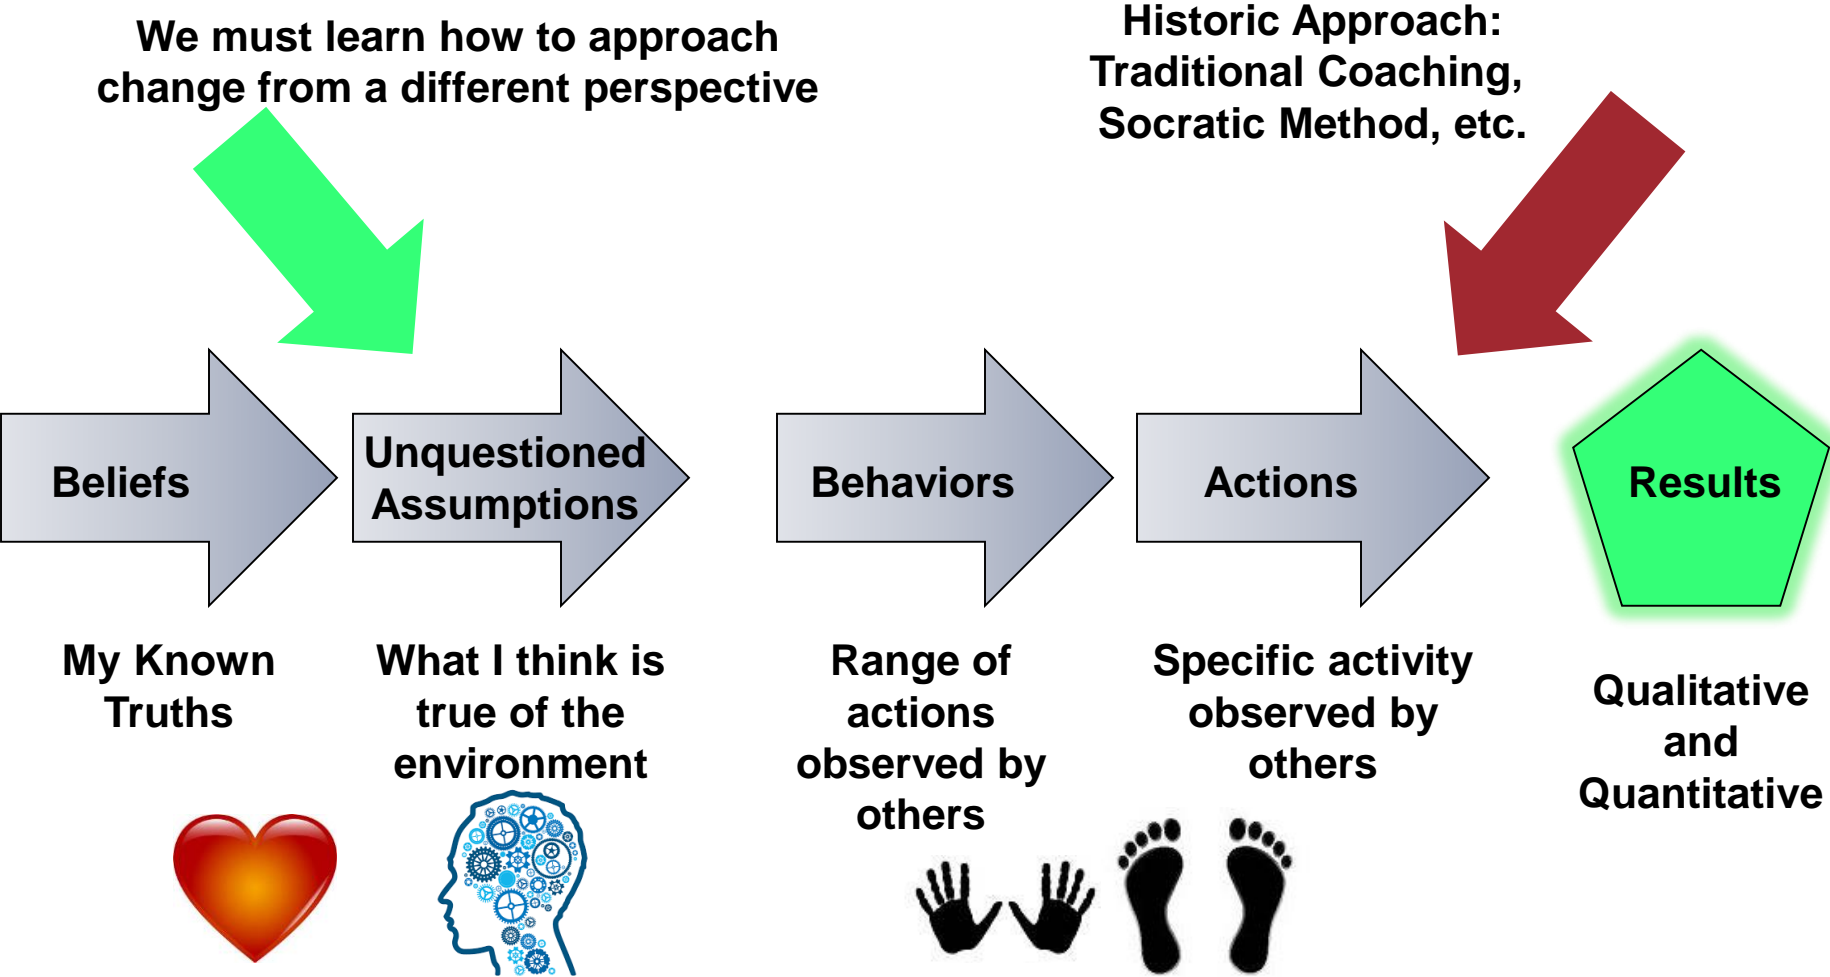 We must learn how to approach
change from a different perspective
Historic Approach:
Traditional Coaching,
Socratic Method, etc.
Beliefs
Unquestioned
Assumptions
Behaviors
Actions
Results
My Known
Truths
What I think is
true of the
environment
Range of
actions
observed by
others
Specific activity
observed by
others
Qualitative
and
Quantitative